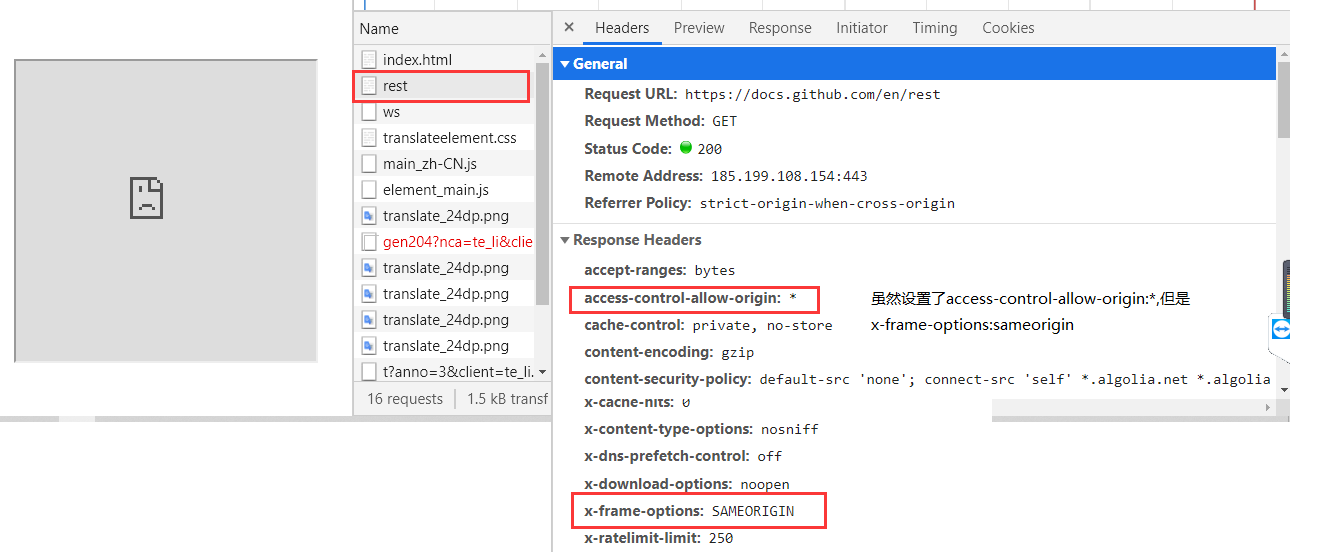 Name
index.html
rest
ws
translateelement.css
main_zh-CN.js
element_main.js
translate_24dp.png
gen204?nca=te_li&clie
translate_24dp.png
translate_24dp.png
translate_24dp.png
translate_24dp.png
t?anno=3&client=te_li.
16 requests
1.5 kB transf
Headers Preview Response Initiator Timing Cookies
General
Request URL: https://docs.github.com/en/rest
Request Method: GET
Status Code: 200
Remote Address: 185.199.108.154:443
Referrer Policy: strict-origin-when-cross-origin
Response Headers
accept-ranges: bytes
access-control-allow-origin: *
cache-control: private, no-store
content-encoding: gzip
content-security-policy: default-src 'none'; connect-src 'self' *.algolia.net *.algolia
x-cache-hits: 0
x-content-type-options: nosniff
x-dns-prefetch-control: off
x-download-options: noopen
x-frame-options: SAMEORIGIN
x-ratelimit-limit: 250
虽然设置了access-control-allow-origin:*,但是
x-frame-options:sameorigin